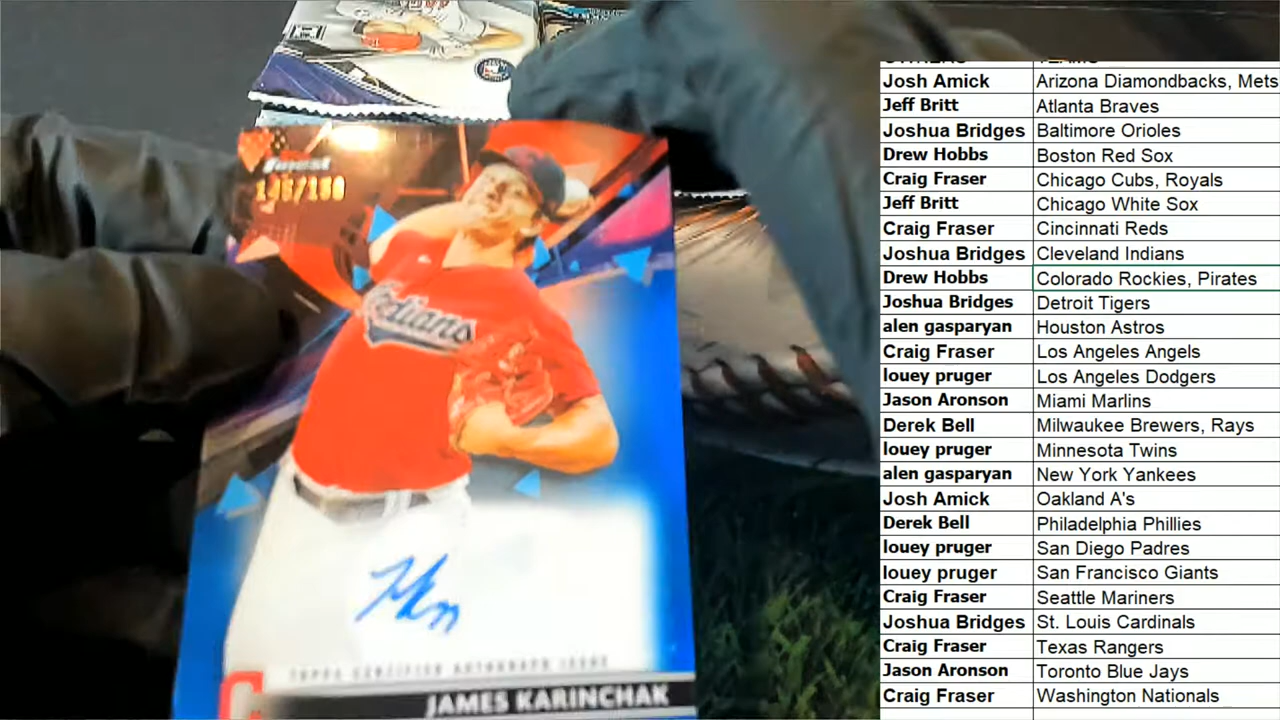 Finest
Indians
TOPPS CERTIFIED AUTOGRAPH ISSUE
JAMES KARINCHAK
Josh Amick Arizona Diamondbacks, Mets
Jeff Britt Atlanta Braves
Joshua Bridges Baltimore Orioles
Drew Hobbs Boston Red Sox
Craig Fraser Chicago Cubs, Royals
Jeff Britt Chicago White Sox
Craig Fraser Cincinnati Reds
Joshua Bridges Cleveland Indians
Drew Hobbs Colorado Rockies, Pirates
Joshua Bridges Detroit Tigers
alen gasparyan Houston Astros
Craig Fraser Los Angeles Angels
louey pruger Los Angeles Dodgers
Jason Aronson Miami Marlins
Derek Bell Milwaukee Brewers, Rays
louey pruger Minnesota Twins
alen gasparyan New York Yankees
Josh Amick Oakland A's
Derek Bell Philadelphia Phillies
louey pruger San Diego Padres
louey pruger San Francisco Giants
Craig Fraser Seattle Mariners
Joshua Bridges St. Louis Cardinals
Craig Fraser Texas Rangers
Jason Aronson Toronto Blue Jays
Craig Fraser Washington Nationals